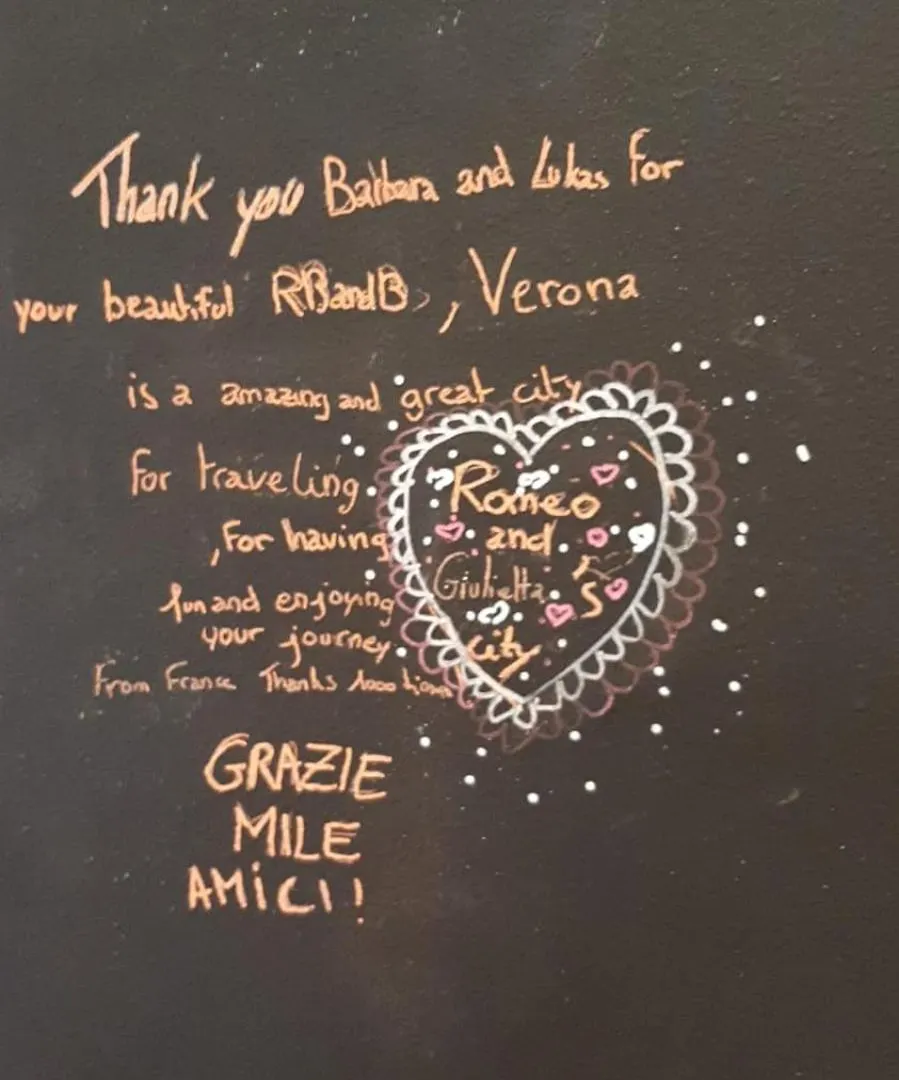 Thank you Barbara and Lukas for
your beautiful RBandB, Verona
is a amazing and great city
for traveling.
, for having
fun and enjoying
your journey.
From France Thanks 1000
GRAZIE
MILE
AMiCI!
Romeo
and
Giulietta's
city